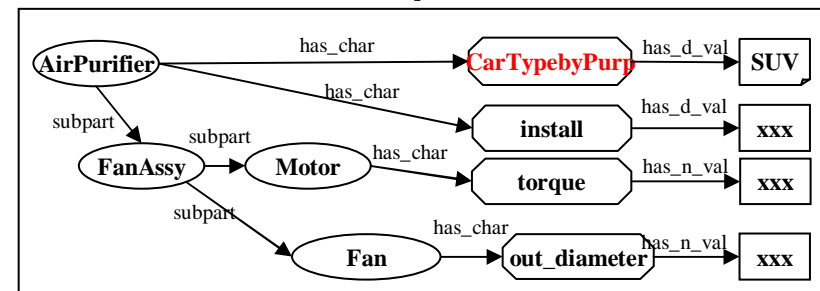 has_char
has_d_val
AirPurifier
CarTypebyPurp
SUV
has_char
has_d_val
subpart
install
xxx
subpart
has_char
FanAssy
Motor
torque
has_n_val
xxx
subpart
has_char
has_n_val
Fan
out_diameter
xxx